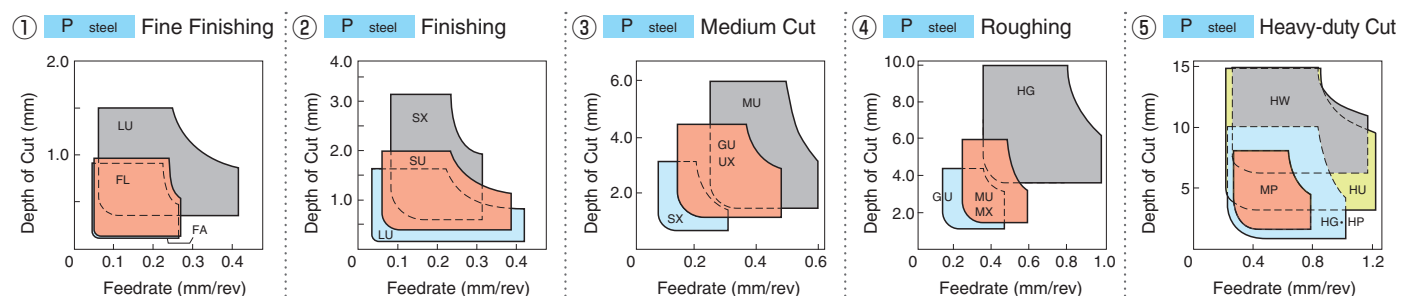 ① P steel Fine Finishing
2.0
1.0
0
LU
FL
FA
0.1 0.2 0.3 0.4
Depth of Cut (mm)
Feedrate (mm/rev)
② P steel Finishing
4.0
3.0
2.0
1.0
0
SX
SU
LU
0.1 0.2 0.3 0.4
Depth of Cut (mm)
Feedrate (mm/rev)
③ P steel Medium Cut
6.0
4.0
2.0
0
MU
GU
UX
SX
0.2 0.4 0.6
Depth of Cut (mm)
Feedrate (mm/rev)
④ P steel Roughing
10.0
8.0
6.0
4.0
2.0
0
HG
GU
MU
MX
0.2 0.4 0.6 0.8 1.0
Depth of Cut (mm)
Feedrate (mm/rev)
⑤ P steel Heavy-duty Cut
15
10
5
0
HW
MP
HU
HG･HP
0.4 0.8 1.2
Depth of Cut (mm)
Feedrate (mm/rev)